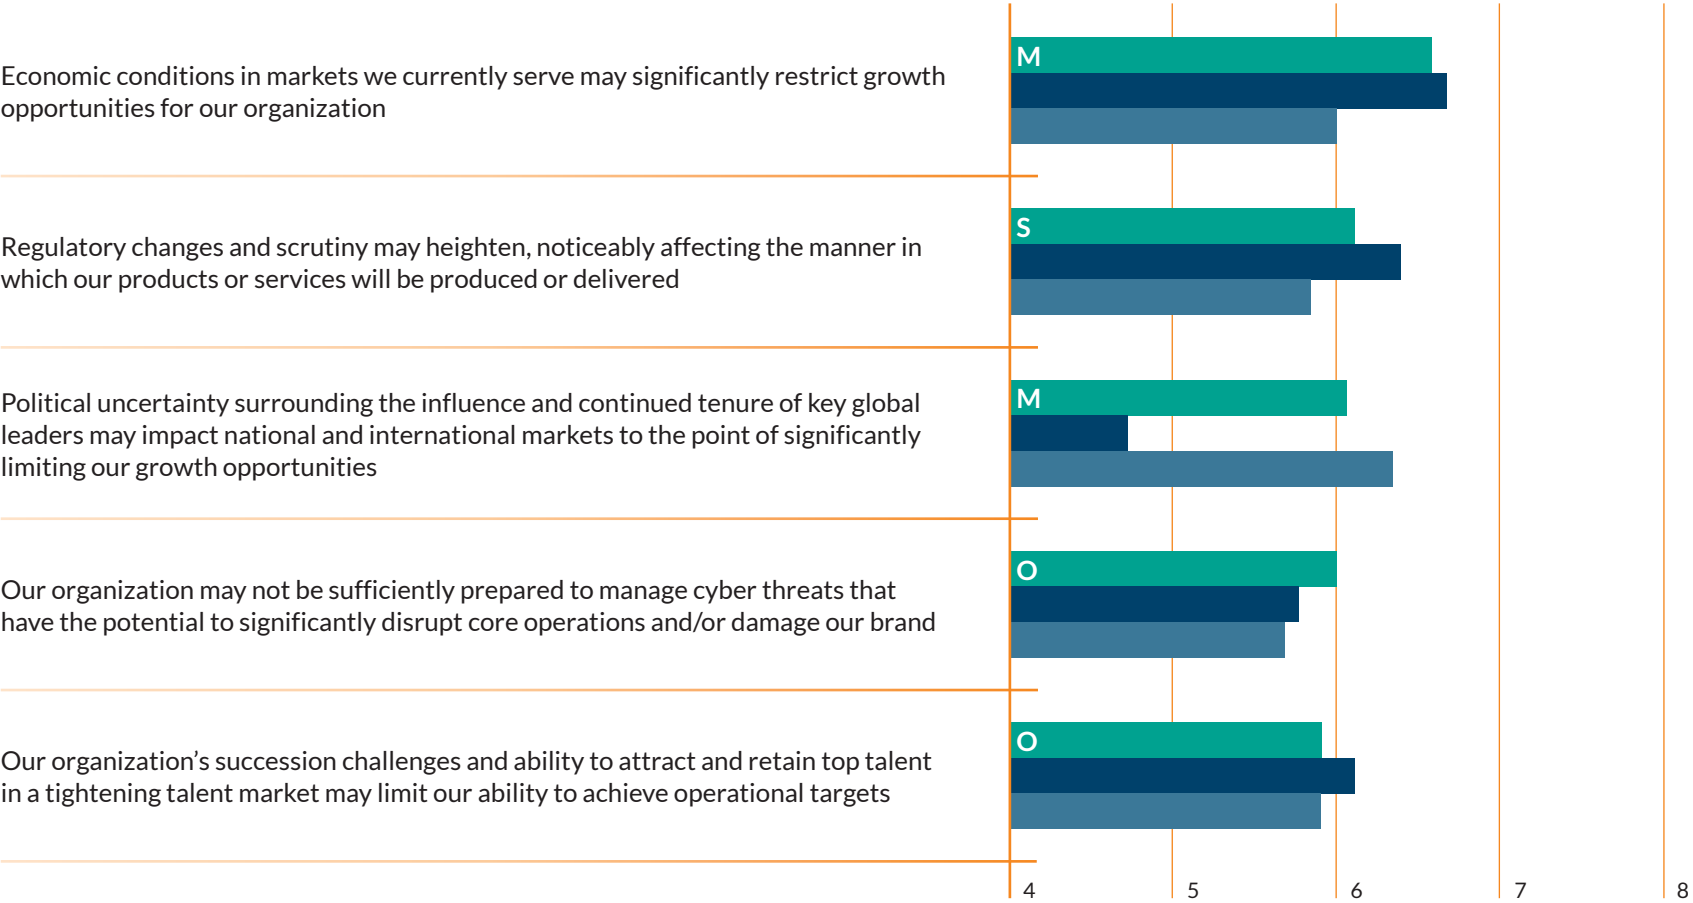 Economic conditions in markets we currently serve may significantly restrict growth
opportunities for our organization
M
Regulatory changes and scrutiny may heighten, noticeably affecting the manner in
which our products or services will be produced or delivered
S
Political uncertainty surrounding the influence and continued tenure of key global
leaders may impact national and international markets to the point of significantly
limiting our growth opportunities
M
Our organization may not be sufficiently prepared to manage cyber threats that
have the potential to significantly disrupt core operations and/or damage our brand
O
Our organization’s succession challenges and ability to attract and retain top talent
in a tightening talent market may limit our ability to achieve operational targets
O
4 5 6 7 8